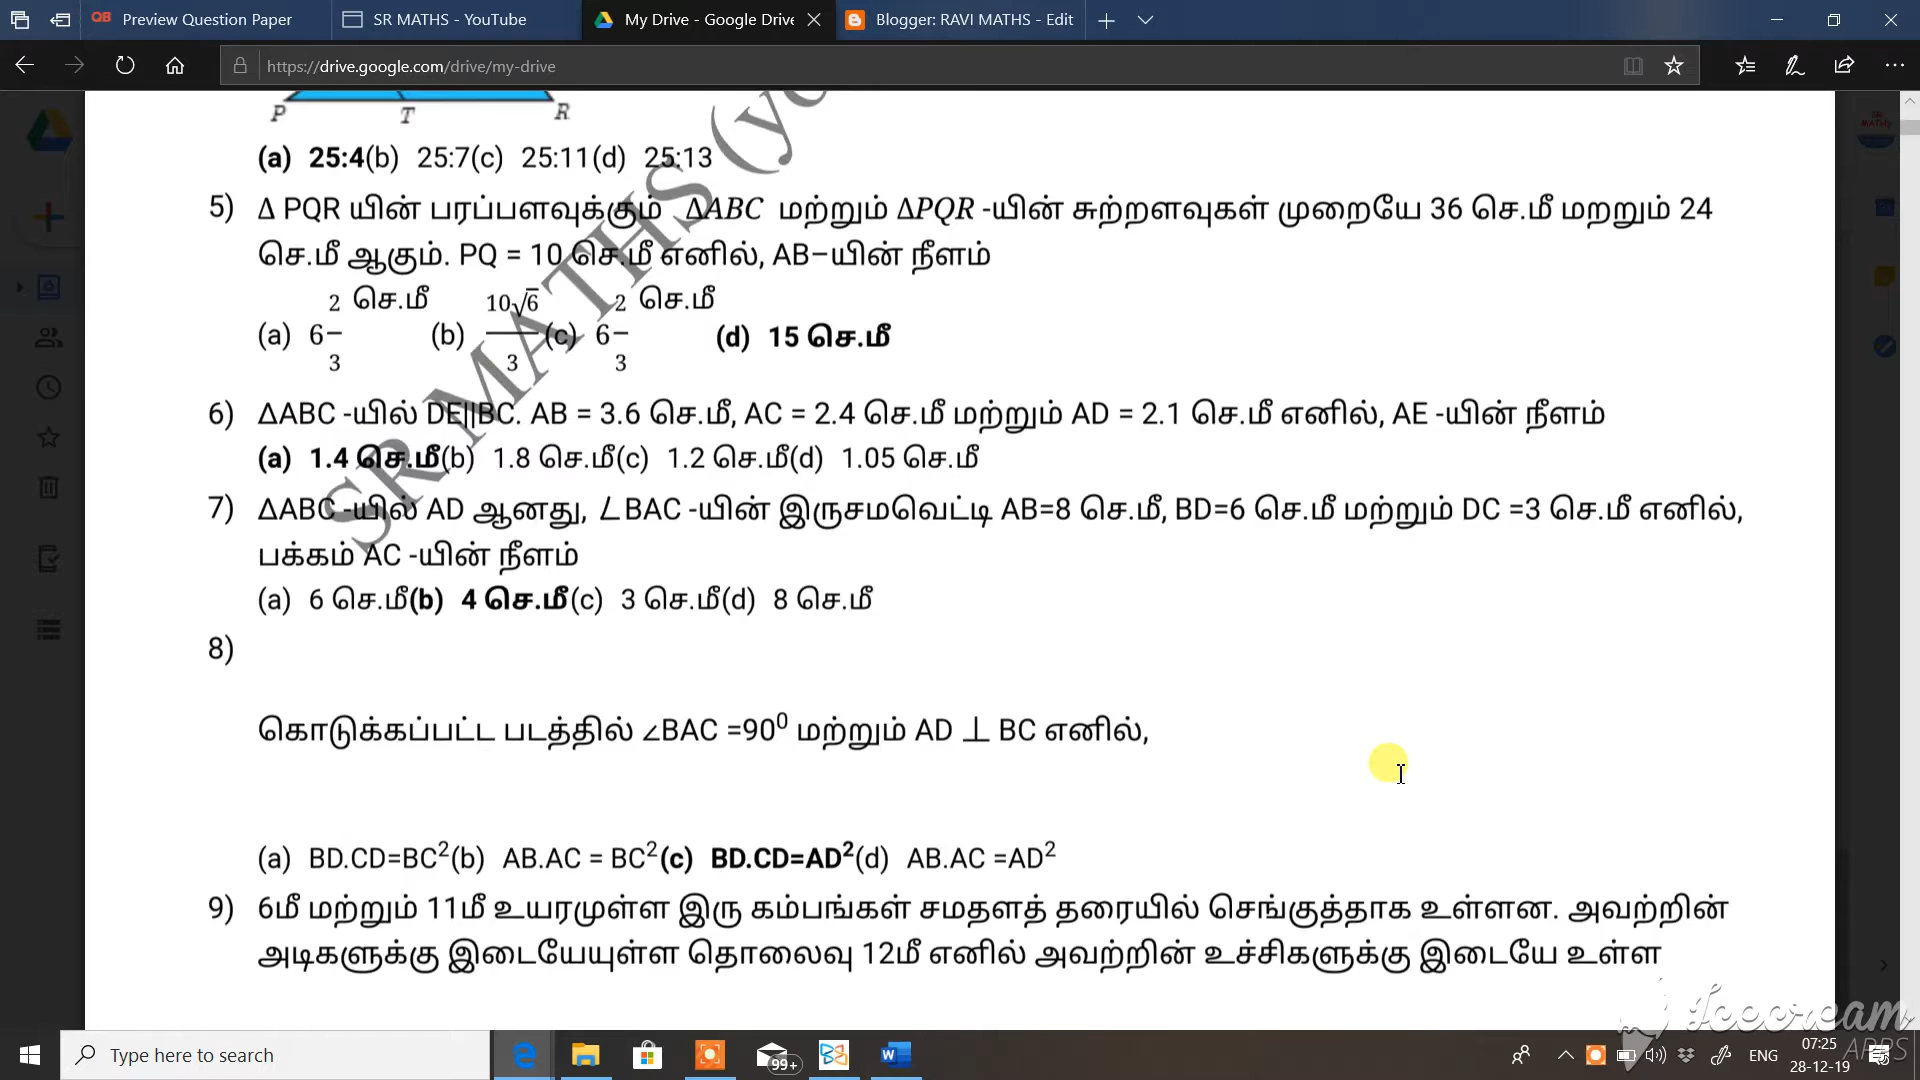 Preview Question Paper
SR MATHS - YouTube
My Drive - Google Drive
Blogger: RAVI MATHS - Edit
https://drive.google.com/drive/my-drive
P T R
(a) 25:4(b) 25:7(c) 25:11(d) 25:13
5) Δ PQR யின் பரப்பளவுக்கும் ΔABC மற்றும் ΔPQR -யின் சுற்றளவுகள் முறையே 36 செ.மீ மறறும் 24
செ.மீ ஆகும். PQ = 10 செ.மீ எனில், AB–யின் நீளம்
(a) 6 2/3 செ.மீ (b) 10√6/3 (c) 6 2/3 செ.மீ (d) 15 செ.மீ
6) ΔABC -யில் DE||BC. AB = 3.6 செ.மீ, AC = 2.4 செ.மீ மற்றும் AD = 2.1 செ.மீ எனில், AE -யின் நீளம்
(a) 1.4 செ.மீ(b) 1.8 செ.மீ(c) 1.2 செ.மீ(d) 1.05 செ.மீ
7) ΔABC -யில் AD ஆனது, ∠BAC -யின் இருசமவெட்டி AB=8 செ.மீ, BD=6 செ.மீ மற்றும் DC =3 செ.மீ எனில்,
பக்கம் AC -யின் நீளம்
(a) 6 செ.மீ(b) 4 செ.மீ(c) 3 செ.மீ(d) 8 செ.மீ
8)
கொடுக்கப்பட்ட படத்தில் ∠BAC =90⁰ மற்றும் AD ⊥ BC எனில்,
(a) BD.CD=BC²(b) AB.AC = BC²(c) BD.CD=AD²(d) AB.AC =AD²
9) 6மீ மற்றும் 11மீ உயரமுள்ள இரு கம்பங்கள் சமதளத் தரையில் செங்குத்தாக உள்ளன. அவற்றின்
அடிகளுக்கு இடையேயுள்ள தொலைவு 12மீ எனில் அவற்றின் உச்சிகளுக்கு இடையே உள்ள
SR MATHS
Icecream
APPS
Type here to search
99+
ENG
07:25
28-12-19